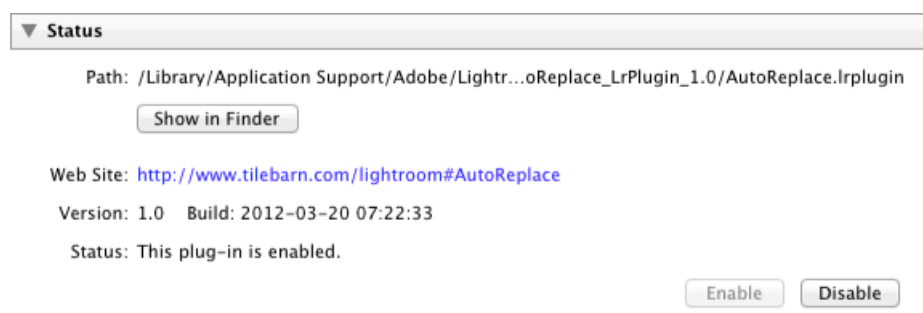 Status
Path: /Library/Application Support/Adobe/Lightr...oReplace_LrPlugin_1.0/AutoReplace.lrplugin
Show in Finder
Web Site: http://www.tilebarn.com/lightroom#AutoReplace
Version: 1.0 Build: 2012-03-20 07:22:33
Status: This plug-in is enabled.
Enable Disable